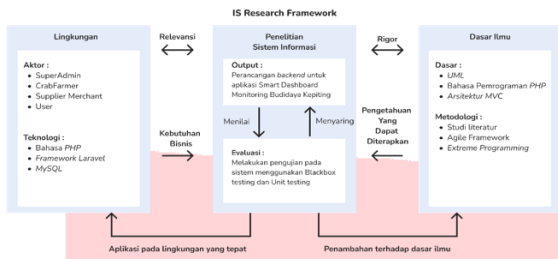 IS Research Framework
Lingkungan
Aktor :
SuperAdmin
CrabFarmer
Supplier Merchant
User
Teknologi :
Bahasa PHP
Framework Laravel
MySQL
Relevansi
Kebutuhan
Bisnis
Penelitian
Sistem Informasi
Output :
Perancangan backend untuk
aplikasi Smart Dashboard
Monitoring Budidaya Kepiting
Menilai
Menyaring
Evaluasi :
Melakukan pengujian pada
sistem menggunakan Blackbox
testing dan Unit testing
Rigor
Pengetahuan
Yang
Dapat
Diterapkan
Dasar Ilmu
Dasar :
UML
Bahasa Pemrograman PHP
Arsitektur MVC
Metodologi :
Studi literatur
Agile Framework
Extreme Programming
Aplikasi pada lingkungan yang tepat
Penambahan terhadap dasar ilmu